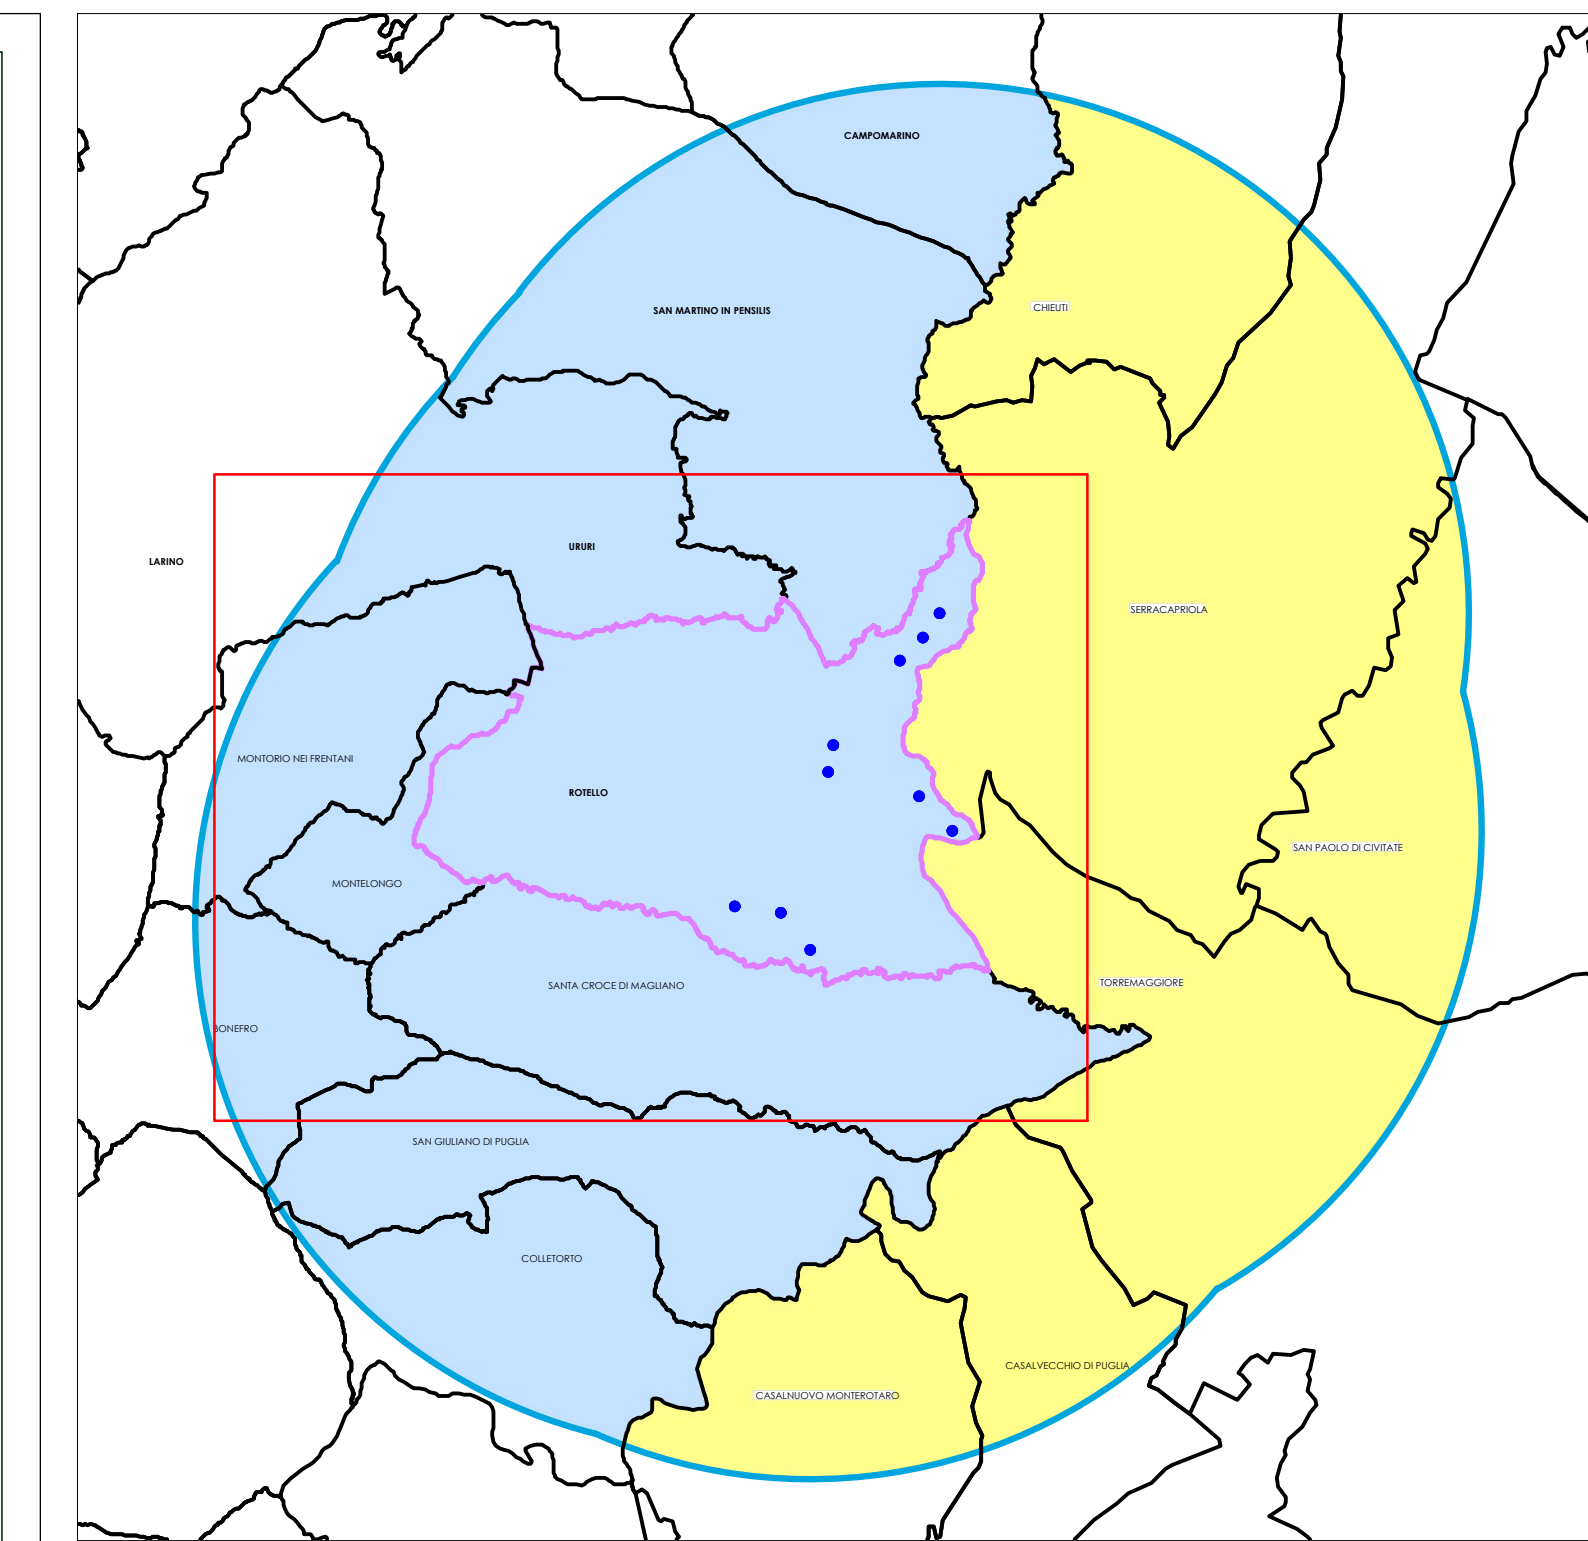 CAMPOMARINO
CHIEUTI
SAN MARTINO IN PENSILIS
URURI
LARINO
SERRACAPRIOLA
MONTORIO NEI FRENTANI
ROTELLO
SAN PAOLO DI CIVITATE
MONTELONGO
TORREMAGGIORE
SANTA CROCE DI MAGLIANO
BONEFRO
SAN GIULIANO DI PUGLIA
COLLETORTO
CASALVECCHIO DI PUGLIA
CASALNUOVO MONTEROTARO